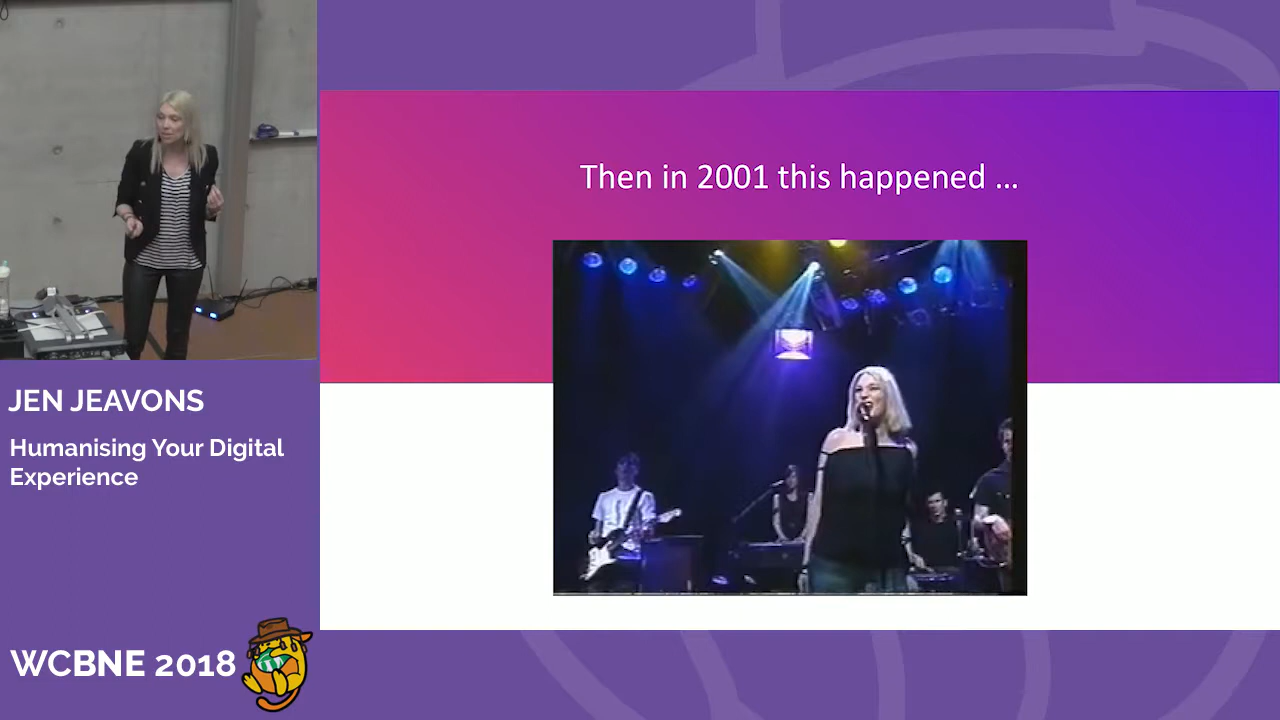 Then in 2001 this happened ...
JEN JEAVONS
Humanising Your Digital
Experience
WCBNE 2018